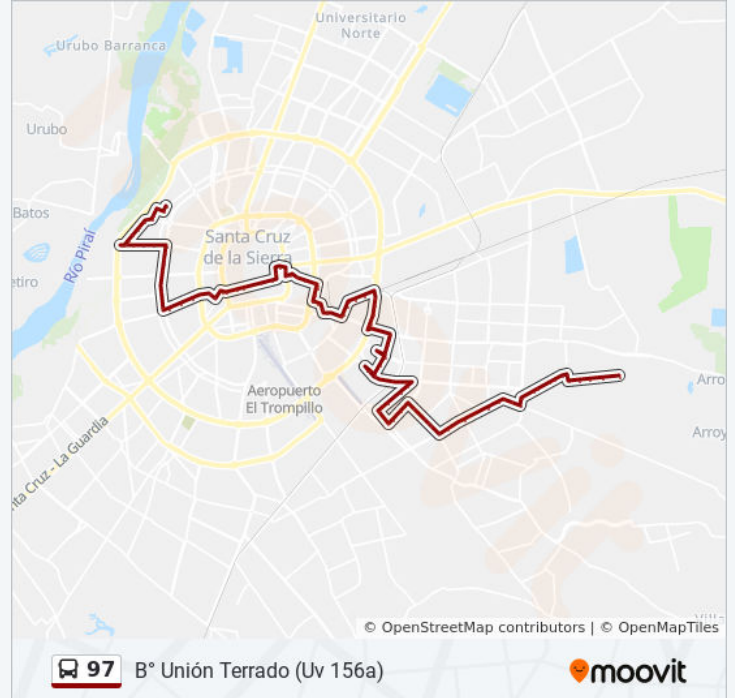 Universitario
Norte
Urubo Barranca
Urubo
Batos
Río Piraí
etiro
Santa Cruz
de la Sierra
Aeropuerto
El Trompillo
Arro
Arroy
nta Cruz - La Guardia
Villa
© OpenStreetMap contributors | © OpenMapTiles
97 B° Unión Terrado (Uv 156a)
moovit